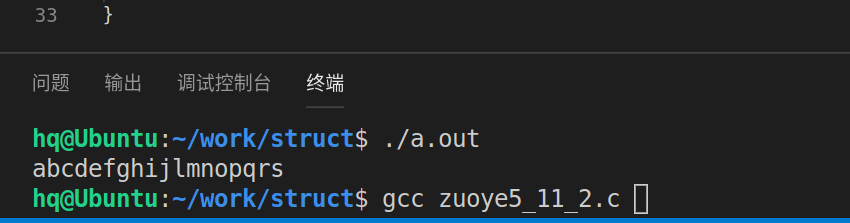 33 }
问题 输出 调试控制台 终端
hq@Ubuntu:~/work/struct$ ./a.out
abcdefghijlmnopqrs
hq@Ubuntu:~/work/struct$ gcc zuoye5_11_2.c